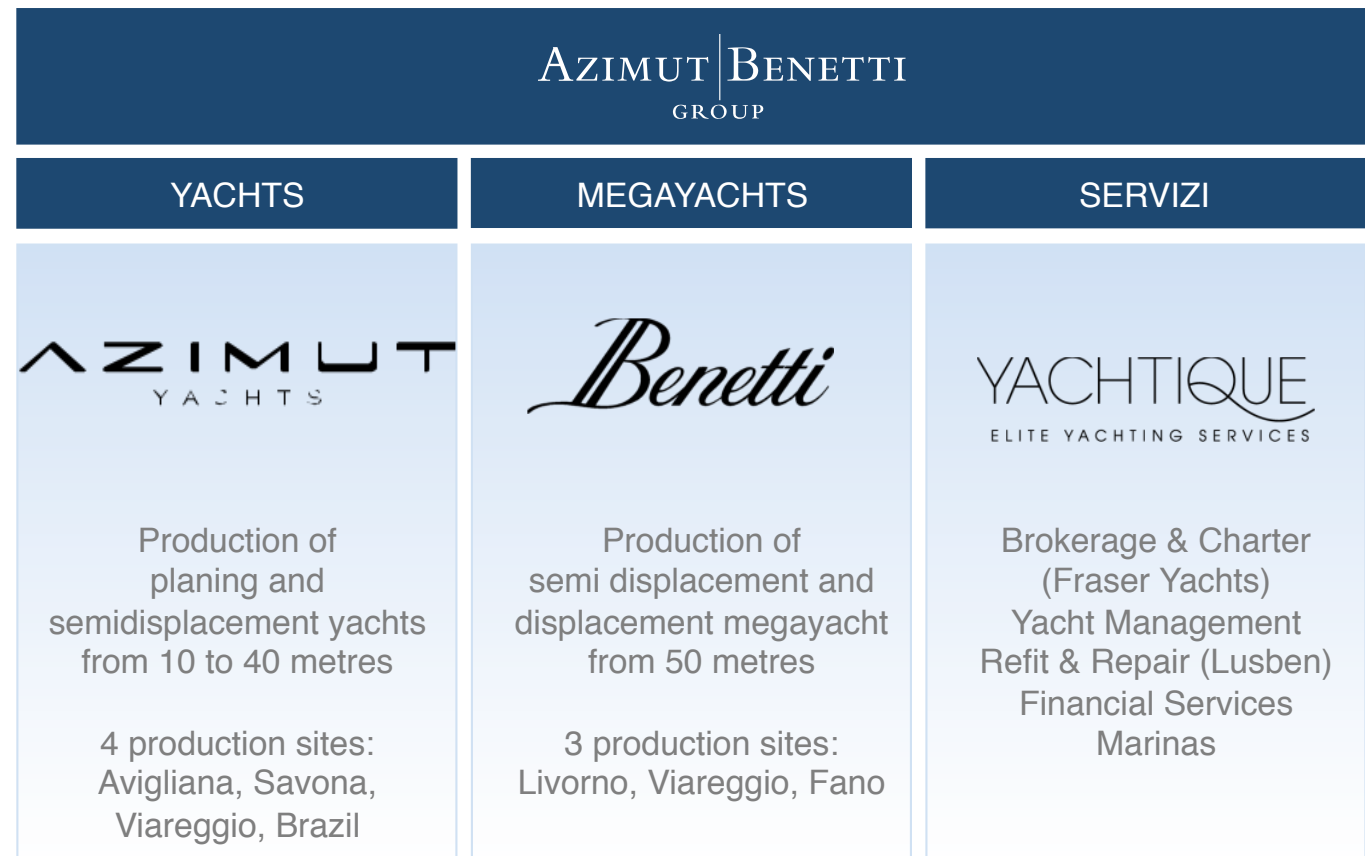 AZIMUT BENETTI
GROUP
YACHTS
AZIMUT
YACHTS
Production of
planing and
semidisplacement yachts
from 10 to 40 metres
4 production sites:
Avigliana, Savona,
Viareggio, Brazil
MEGAYACHTS
Benetti
Production of
semi displacement and
displacement megayacht
from 50 metres
3 production sites:
Livorno, Viareggio, Fano
SERVIZI
YACHTIQUE
ELITE YACHTING SERVICES
Brokerage & Charter
(Fraser Yachts)
Yacht Management
Refit & Repair (Lusben)
Financial Services
Marinas